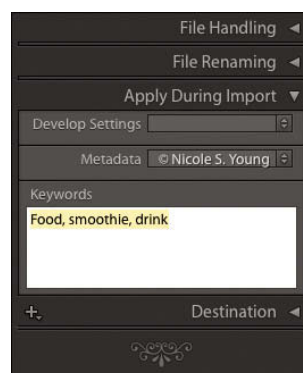 File Handling
File Renaming
Apply During Import
Develop Settings
Metadata © Nicole S. Young
Keywords
Food, smoothie, drink
Destination